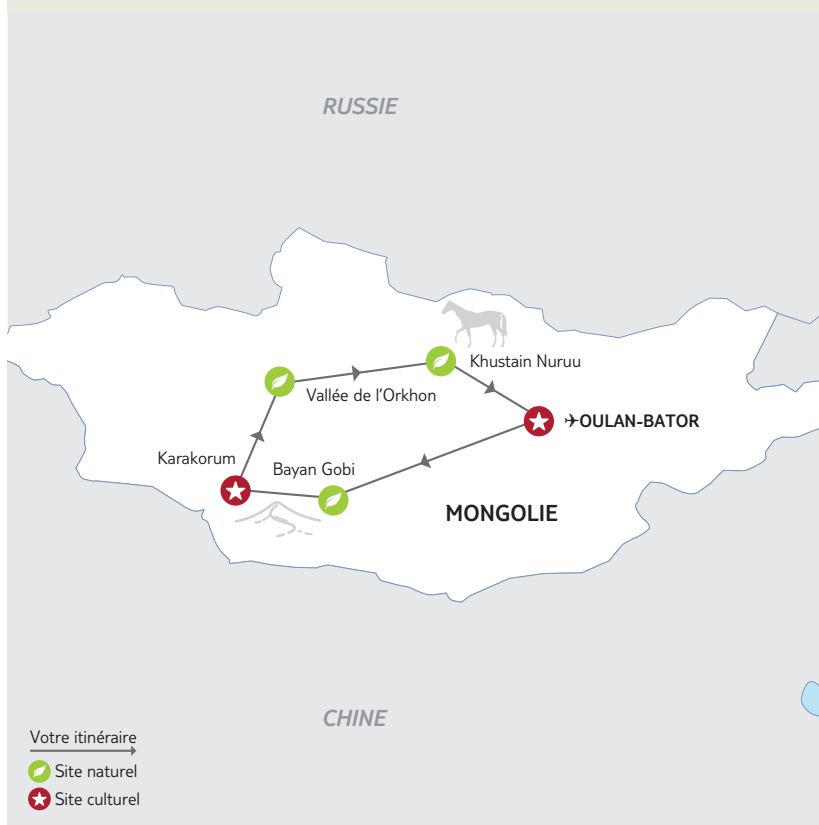 RUSSIE
Khustain Nuruu
Vallée de l'Orkhon
OULAN-BATOR
Karakorum
Bayan Gobi
MONGOLIE
CHINE
Votre itinéraire
Site naturel
Site culturel